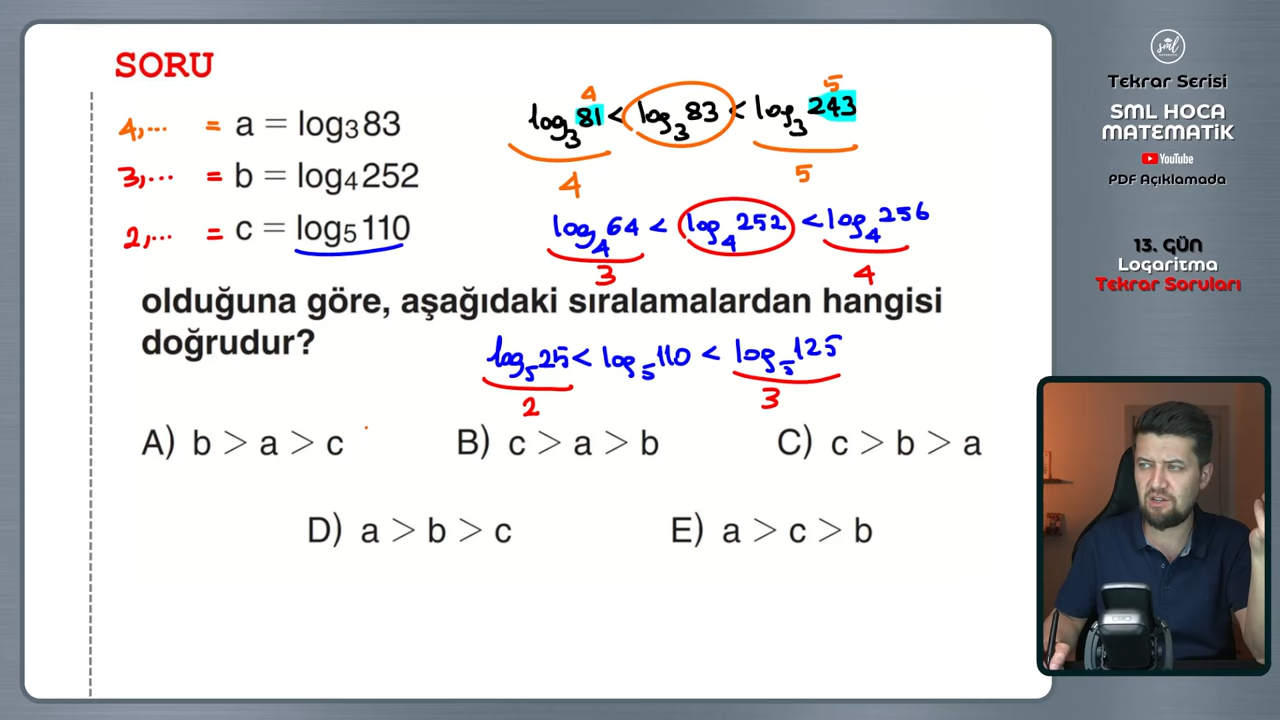 SORU
4,... = a = log₃83
3,... = b = log₄252
2,... = c = log₅110
4 5
log₃81 < log₃83 < log₃243
4 5
log₄64 < log₄252 < log₄256
3 4
olduğuna göre, aşağıdaki sıralamalardan hangisi
doğrudur?
log₅25 < log₅110 < log₅125
2 3
A) b > a > c B) c > a > b C) c > b > a
D) a > b > c E) a > c > b
sml
Tekrar Serisi
SML HOCA
MATEMATİK
YouTube
PDF Açıklamada
13. GÜN
Logaritma
Tekrar Soruları